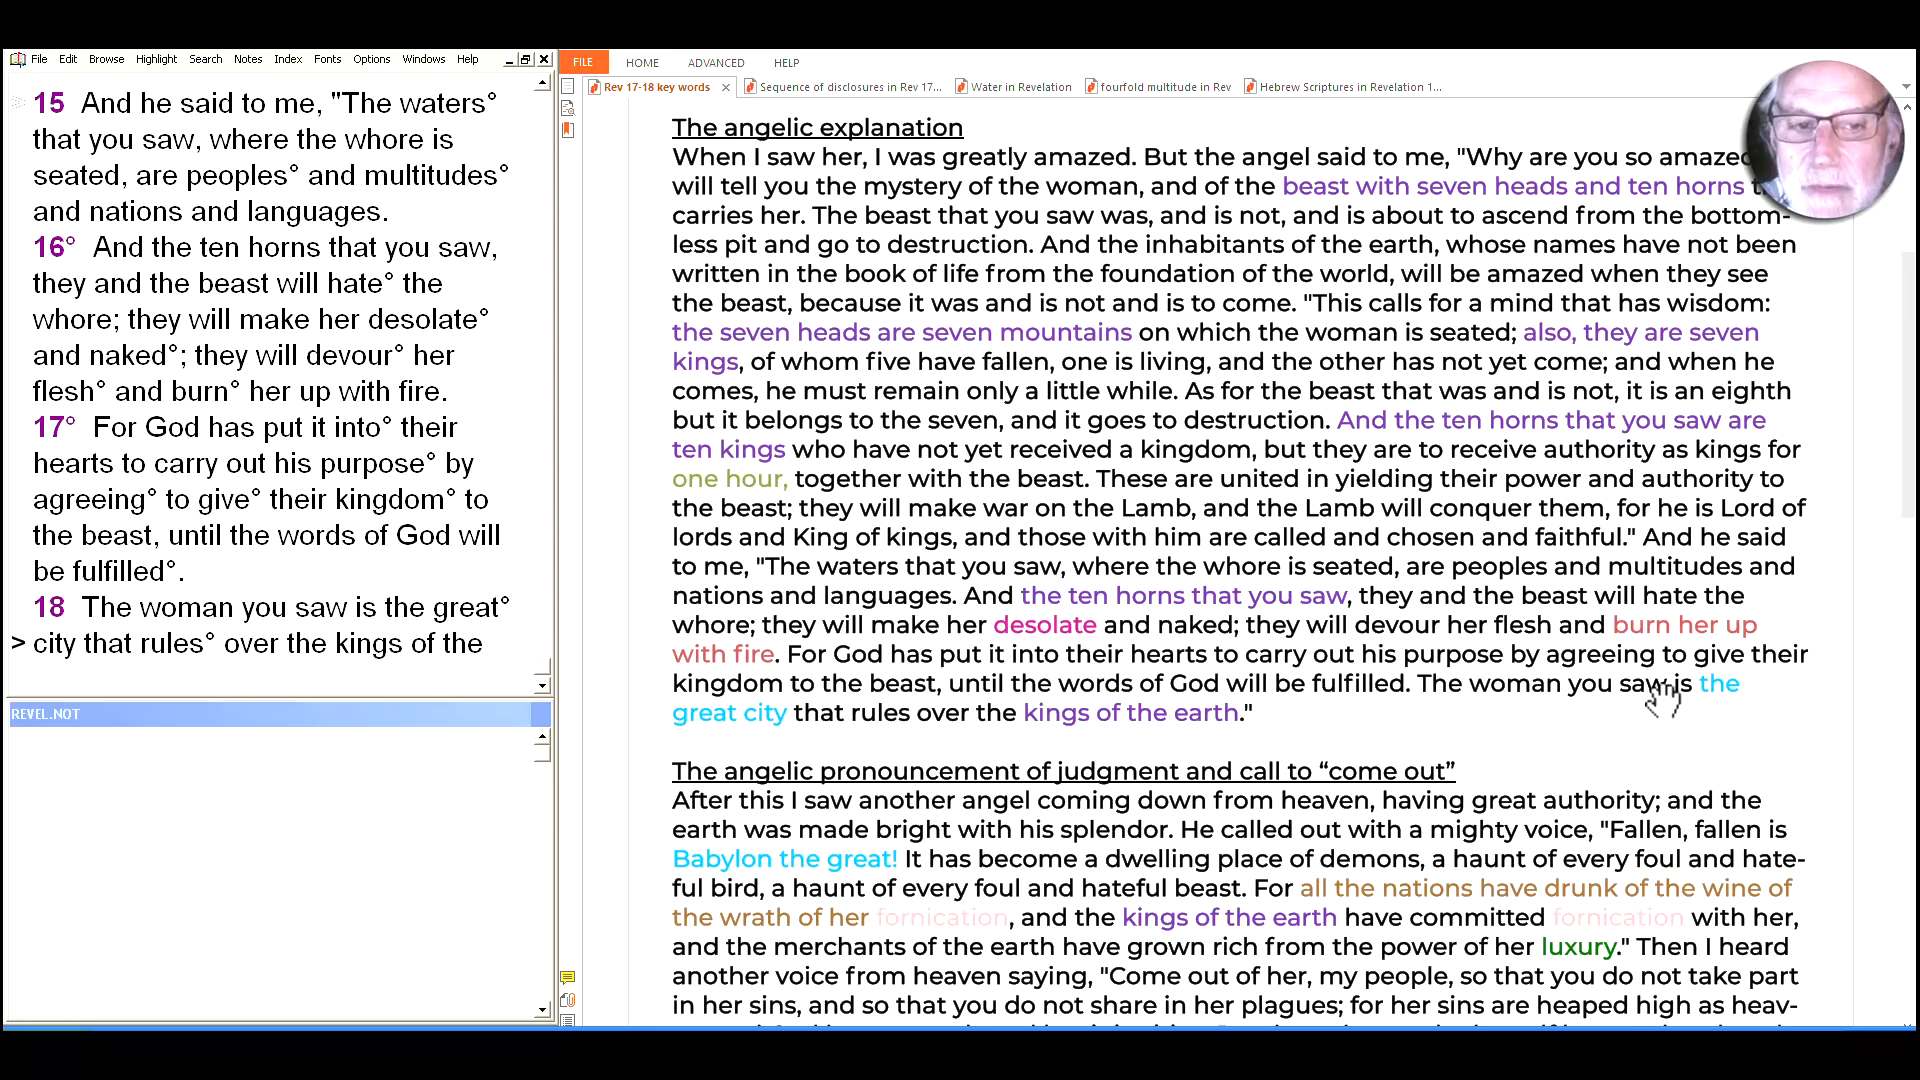 File Edit Browse Highlight Search Notes Index Fonts Options Windows Help
15 And he said to me, "The waters°
that you saw, where the whore is
seated, are peoples° and multitudes°
and nations and languages.
16° And the ten horns that you saw,
they and the beast will hate° the
whore; they will make her desolate°
and naked°; they will devour° her
flesh° and burn° her up with fire.
17° For God has put it into° their
hearts to carry out his purpose° by
agreeing° to give° their kingdom° to
the beast, until the words of God will
be fulfilled°.
18 The woman you saw is the great°
> city that rules° over the kings of the
REVEL.NOT
FILE HOME ADVANCED HELP
Rev 17-18 key words Sequence of disclosures in Rev 17... Water in Revelation fourfold multitude in Rev Hebrew Scriptures in Revelation 1...
The angelic explanation
When I saw her, I was greatly amazed. But the angel said to me, "Why are you so
will tell you the mystery of the woman, and of the beast with seven heads and ten horns
carries her. The beast that you saw was, and is not, and is about to ascend from the bottom-
less pit and go to destruction. And the inhabitants of the earth, whose names have not been
written in the book of life from the foundation of the world, will be amazed when they see
the beast, because it was and is not and is to come. "This calls for a mind that has wisdom:
the seven heads are seven mountains on which the woman is seated; also, they are seven
kings, of whom five have fallen, one is living, and the other has not yet come; and when he
comes, he must remain only a little while. As for the beast that was and is not, it is an eighth
but it belongs to the seven, and it goes to destruction. And the ten horns that you saw are
ten kings who have not yet received a kingdom, but they are to receive authority as kings for
one hour, together with the beast. These are united in yielding their power and authority to
the beast; they will make war on the Lamb, and the Lamb will conquer them, for he is Lord of
lords and King of kings, and those with him are called and chosen and faithful." And he said
to me, "The waters that you saw, where the whore is seated, are peoples and multitudes and
nations and languages. And the ten horns that you saw, they and the beast will hate the
whore; they will make her desolate and naked; they will devour her flesh and burn her up
with fire. For God has put it into their hearts to carry out his purpose by agreeing to give their
kingdom to the beast, until the words of God will be fulfilled. The woman you saw is the
great city that rules over the kings of the earth."
The angelic pronouncement of judgment and call to “come out”
After this I saw another angel coming down from heaven, having great authority; and the
earth was made bright with his splendor. He called out with a mighty voice, "Fallen, fallen is
Babylon the great! It has become a dwelling place of demons, a haunt of every foul and hate-
ful bird, a haunt of every foul and hateful beast. For all the nations have drunk of the wine of
the wrath of her fornication, and the kings of the earth have committed fornication with her,
and the merchants of the earth have grown rich from the power of her luxury." Then I heard
another voice from heaven saying, "Come out of her, my people, so that you do not take part
in her sins, and so that you do not share in her plagues; for her sins are heaped high as heav-